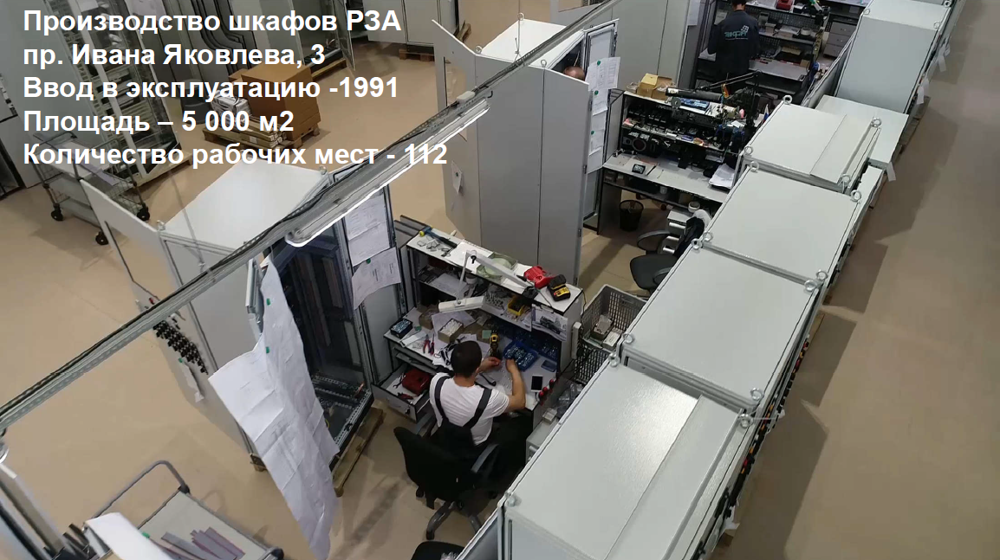 Производство шкафов РЗА
пр. Ивана Яковлева, 3
Ввод в эксплуатацию -1991
Площадь – 5 000 м2
Количество рабочих мест - 112